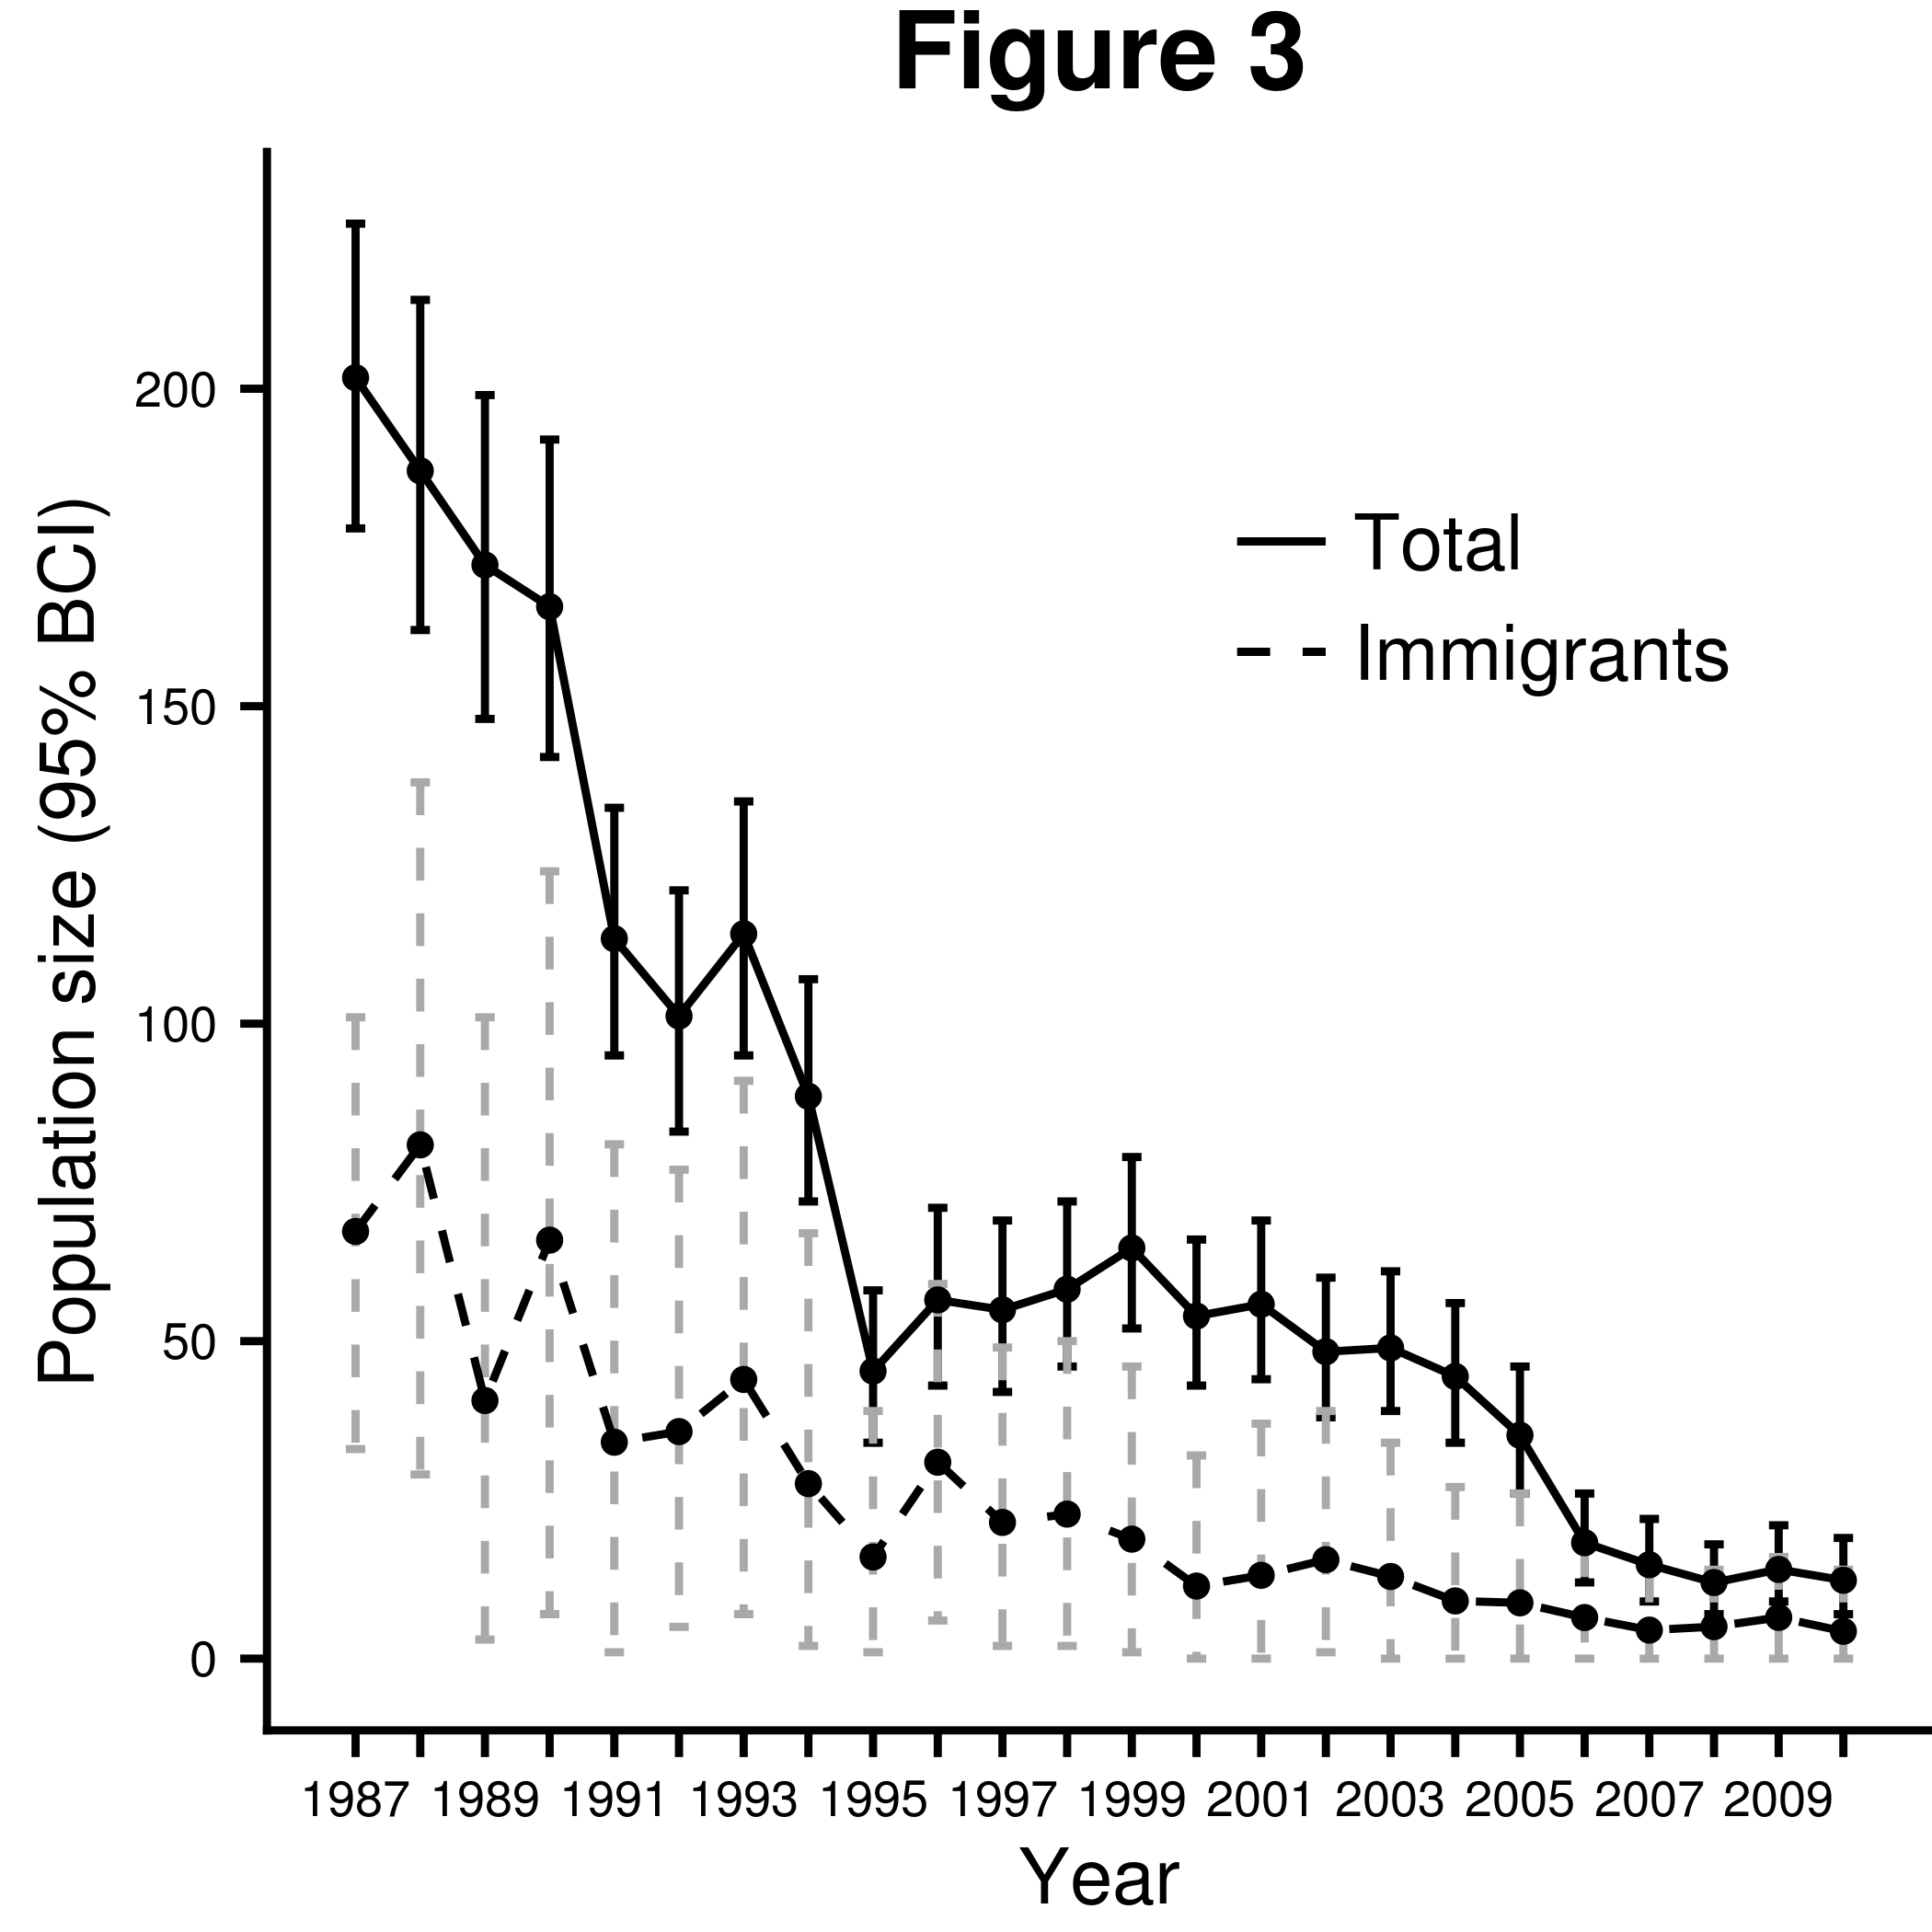 Figure 3
Population size (95% BCI)
200
150
100
50
0
Total
Immigrants
1987 1989 1991 1993 1995 1997 1999 2001 2003 2005 2007 2009
Year